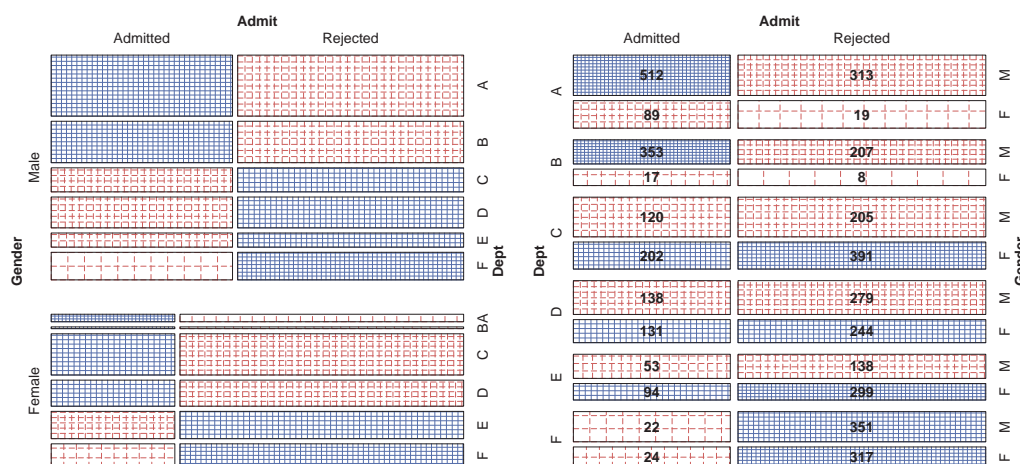 Admit
Admitted Rejected
A
B
C
D
E
F
Male
Gender
Dept
BA
C
D
E
F
Female
Admit
Admitted Rejected
A
512 313 M
89 19 F
B
353 207 M
17 8 F
C
120 205 M
202 391 F
Dept
Gender
D
138 279 M
131 244 F
E
53 138 M
94 299 F
F
22 351 M
24 317 F